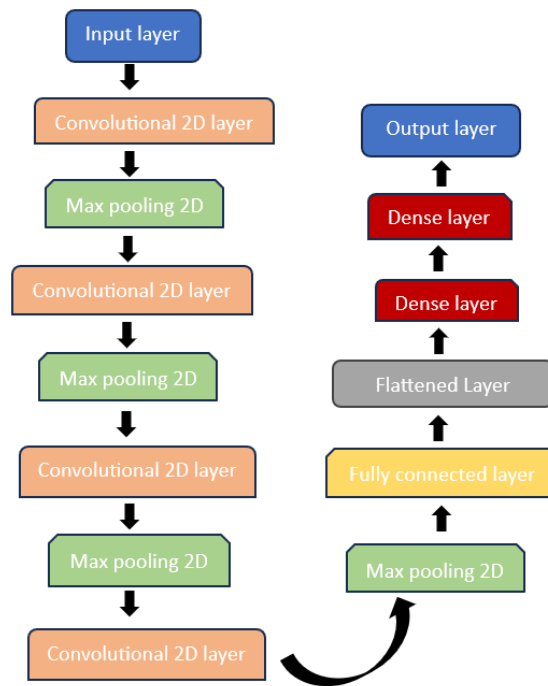 Input layer
Convolutional 2D layer
Max pooling 2D
Convolutional 2D layer
Max pooling 2D
Convolutional 2D layer
Max pooling 2D
Convolutional 2D layer
Max pooling 2D
Fully connected layer
Flattened Layer
Dense layer
Dense layer
Output layer